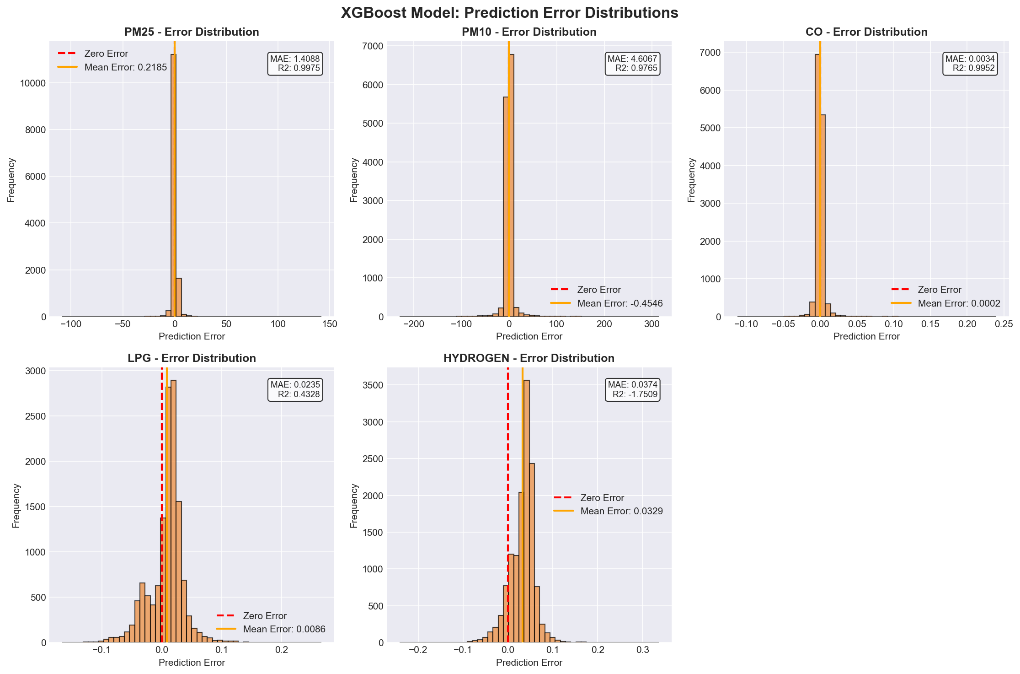 XGBoost Model: Prediction Error Distributions
PM25 - Error Distribution
Zero Error
Mean Error: 0.2185
MAE: 1.4088
R2: 0.9975
Frequency
10000
8000
6000
4000
2000
0
−100
−50
0
50
100
150
Prediction Error
PM10 - Error Distribution
MAE: 4.6067
R2: 0.9765
Frequency
7000
6000
5000
4000
3000
2000
1000
0
Zero Error
Mean Error: -0.4546
−200
−100
0
100
200
300
Prediction Error
CO - Error Distribution
MAE: 0.0034
R2: 0.9952
Frequency
7000
6000
5000
4000
3000
2000
1000
0
Zero Error
Mean Error: 0.0002
−0.10
−0.05
0.00
0.05
0.10
0.15
0.20
0.25
Prediction Error
LPG - Error Distribution
MAE: 0.0235
R2: 0.4328
Frequency
3000
2500
2000
1500
1000
500
0
Zero Error
Mean Error: 0.0086
−0.1
0.0
0.1
0.2
Prediction Error
HYDROGEN - Error Distribution
MAE: 0.0374
R2: -1.7509
Frequency
3500
3000
2500
2000
1500
1000
500
0
Zero Error
Mean Error: 0.0329
−0.2
−0.1
0.0
0.1
0.2
0.3
Prediction Error